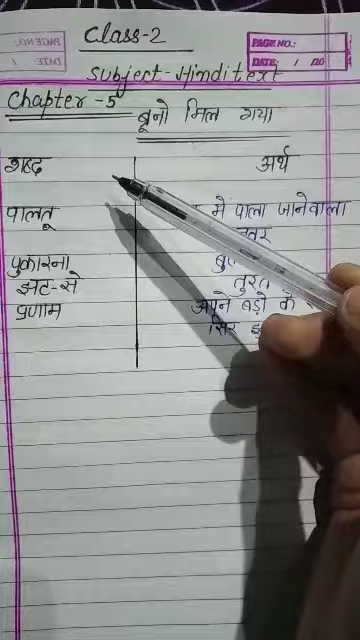 Class-2
PAGE NO.:
DATE: / /20
Subject-Hindi text
Chapter-5
ब्रूनो मिल गया
शब्द अर्थ
पालतू में पाला जानेवाला
पुकारना
झट-से तुरंत
प्रणाम अपने बड़ो के
सिर